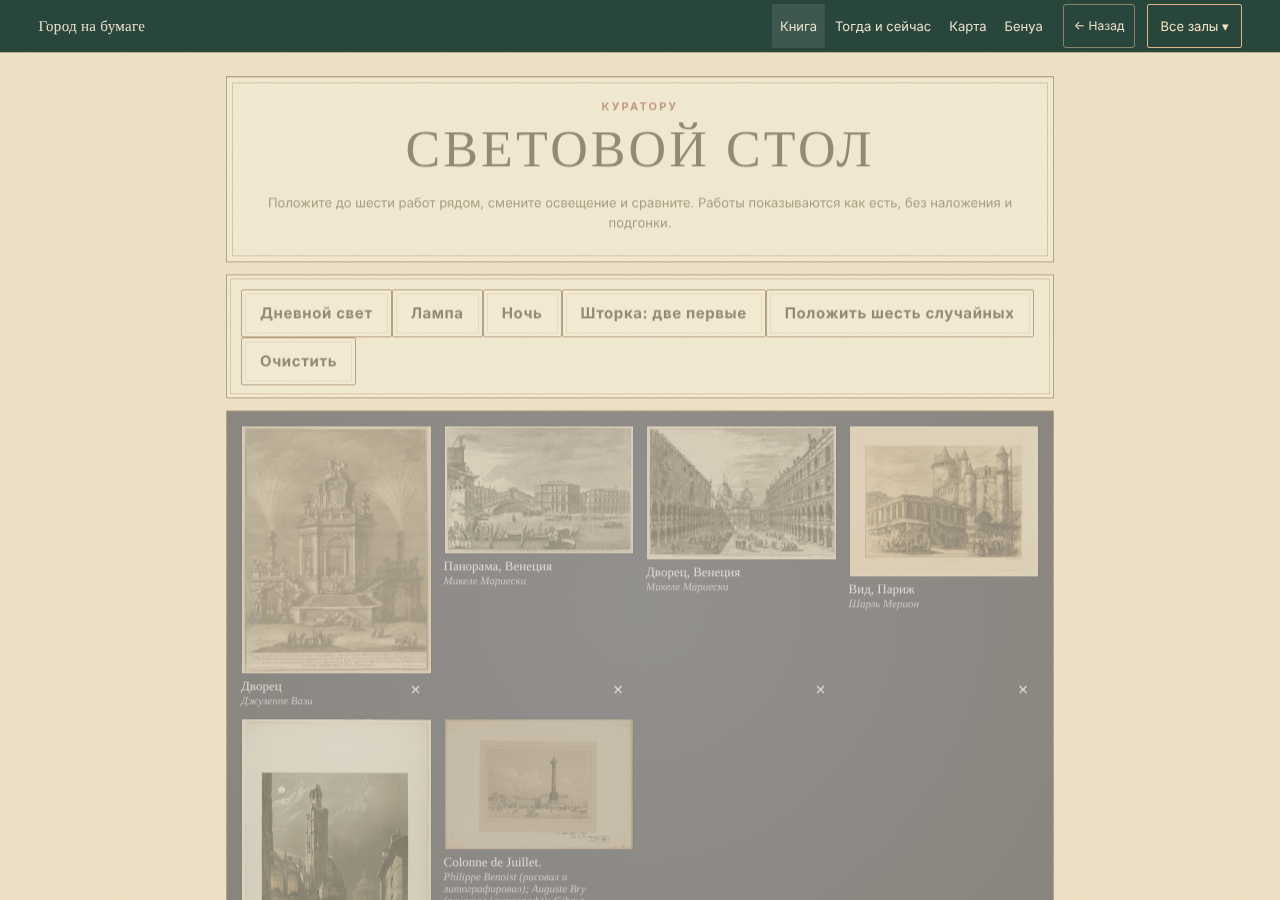 Город на бумаге
Книга Тогда и сейчас Карта Бенуа ← Назад Все залы ▾
КУРАТОРУ
СВЕТОВОЙ СТОЛ
Положите до шести работ рядом, смените освещение и сравните. Работы показываются как есть, без наложения и
подгонки.
Дневной свет Лампа Ночь Шторка: две первые Положить шесть случайных
Очистить
Панорама, Венеция
Микеле Мариески
Дворец, Венеция
Микеле Мариески
Вид, Париж
Шарль Мерион
Дворец
Джузеппе Вази
✕ ✕ ✕ ✕
Colonne de Juillet.
Philippe Benoist (рисовал и
литографировал); Auguste Bry